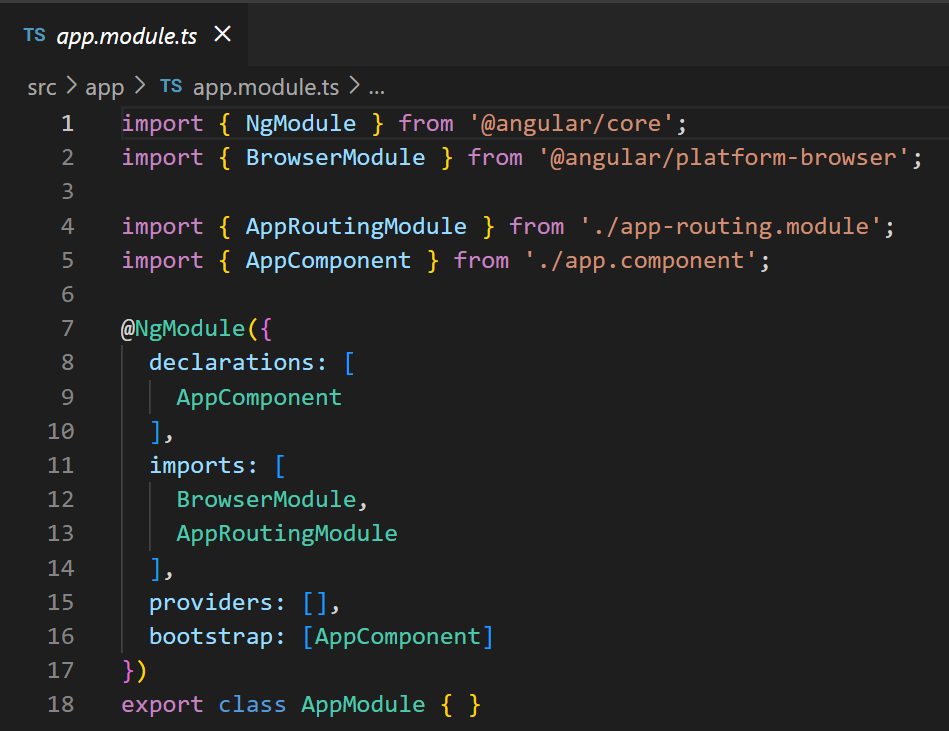 TS app.module.ts ×
src > app > TS app.module.ts > ...
1 import { NgModule } from '@angular/core';
2 import { BrowserModule } from '@angular/platform-browser';
3
4 import { AppRoutingModule } from './app-routing.module';
5 import { AppComponent } from './app.component';
6
7 @NgModule({
8   declarations: [
9     AppComponent
10   ],
11   imports: [
12     BrowserModule,
13     AppRoutingModule
14   ],
15   providers: [],
16   bootstrap: [AppComponent]
17 })
18 export class AppModule { }